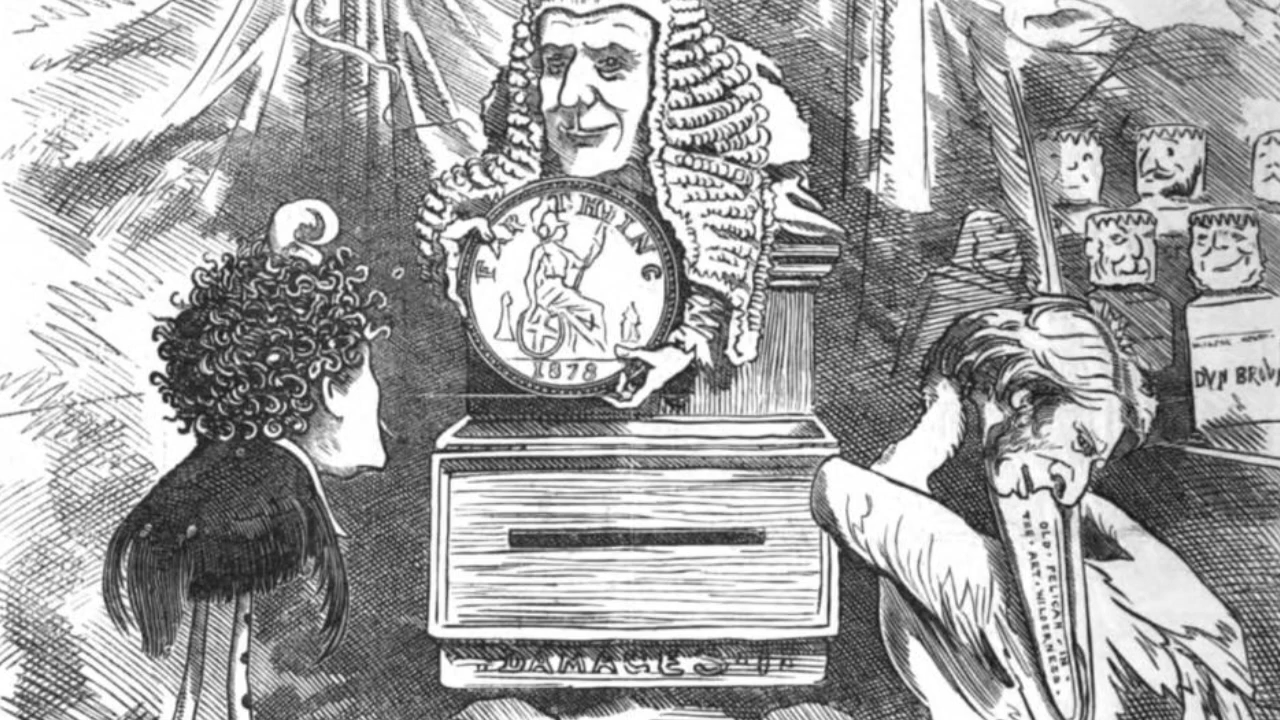 FARTHING
1878
OLD·PELICAN·IN
THE·ART·WILDERNESS.
"DAMAGES"